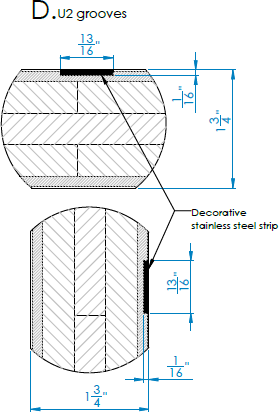 D.U2 grooves
13/16"
1/16"
1 3/4"
Decorative
stainless steel strip
13/16"
1/16"
1 3/4"